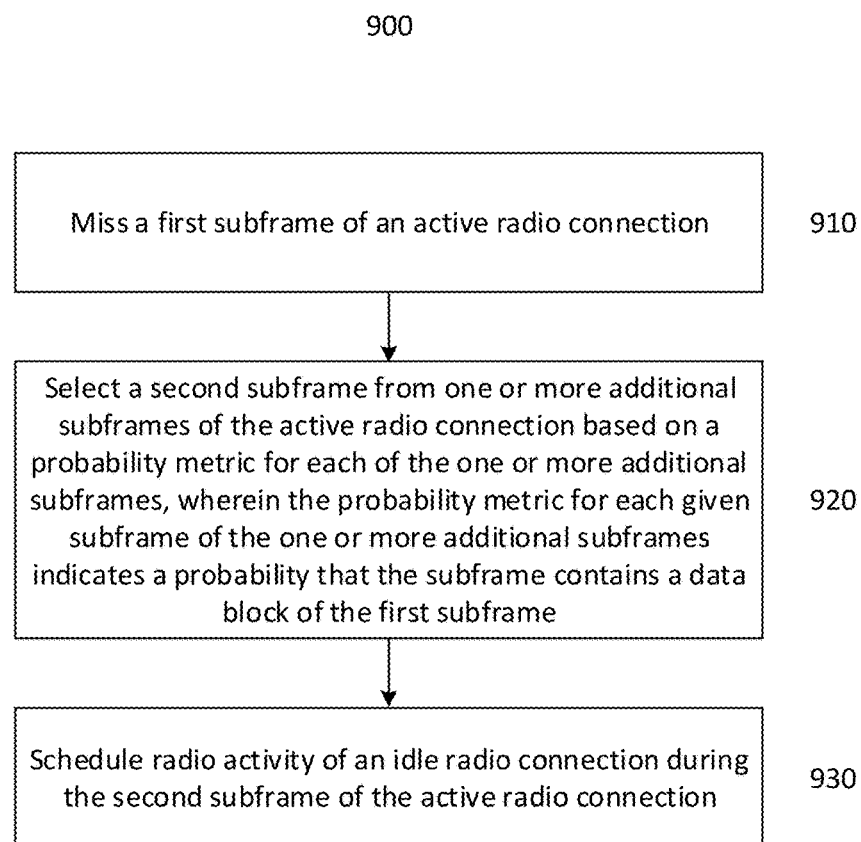 900
Miss a first subframe of an active radio connection
910
Select a second subframe from one or more additional
subframes of the active radio connection based on a
probability metric for each of the one or more additional
subframes, wherein the probability metric for each given
subframe of the one or more additional subframes
indicates a probability that the subframe contains a data
block of the first subframe
920
Schedule radio activity of an idle radio connection during
the second subframe of the active radio connection
930